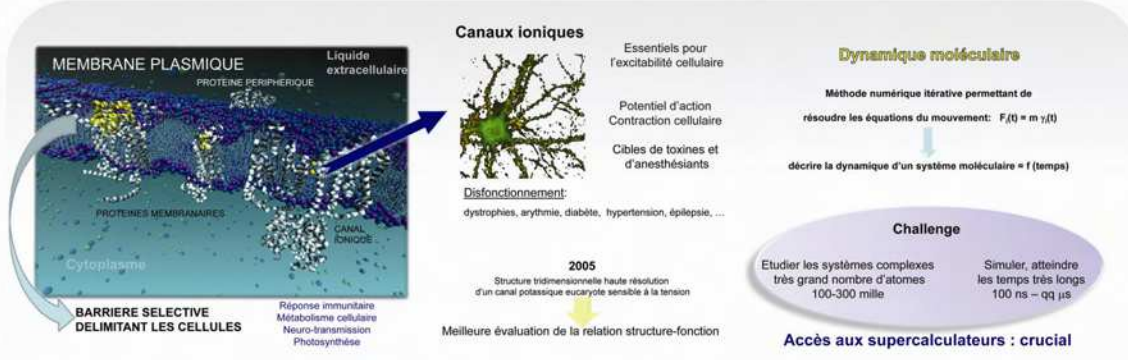 MEMBRANE PLASMIQUE
Liquide
extracellulaire
PROTEINE PERIPHERIQUE
PROTEINES MEMBRANAIRES
CANAL
IONIQUE
Cytoplasme
BARRIERE SELECTIVE
DELIMITANT LES CELLULES
Réponse immunitaire
Métabolisme cellulaire
Neuro-transmission
Photosynthèse
Canaux ioniques
Essentiels pour
l'excitabilité cellulaire
Potentiel d'action
Contraction cellulaire
Cibles de toxines et
d'anesthésiants
Disfonctionnement:
dystrophies, arythmie, diabète, hypertension, épilepsie, …
2005
Structure tridimensionnelle haute résolution
d'un canal potassique eucaryote sensible à la tension
Meilleure évaluation de la relation structure-fonction
Dynamique moléculaire
Méthode numérique itérative permettant de
résoudre les équations du mouvement: Fᵢ(t) = m γᵢ(t)
décrire la dynamique d'un système moléculaire = f (temps)
Challenge
Etudier les systèmes complexes
très grand nombre d'atomes
100-300 mille
Simuler, atteindre
les temps très longs
100 ns – qq μs
Accès aux supercalculateurs : crucial